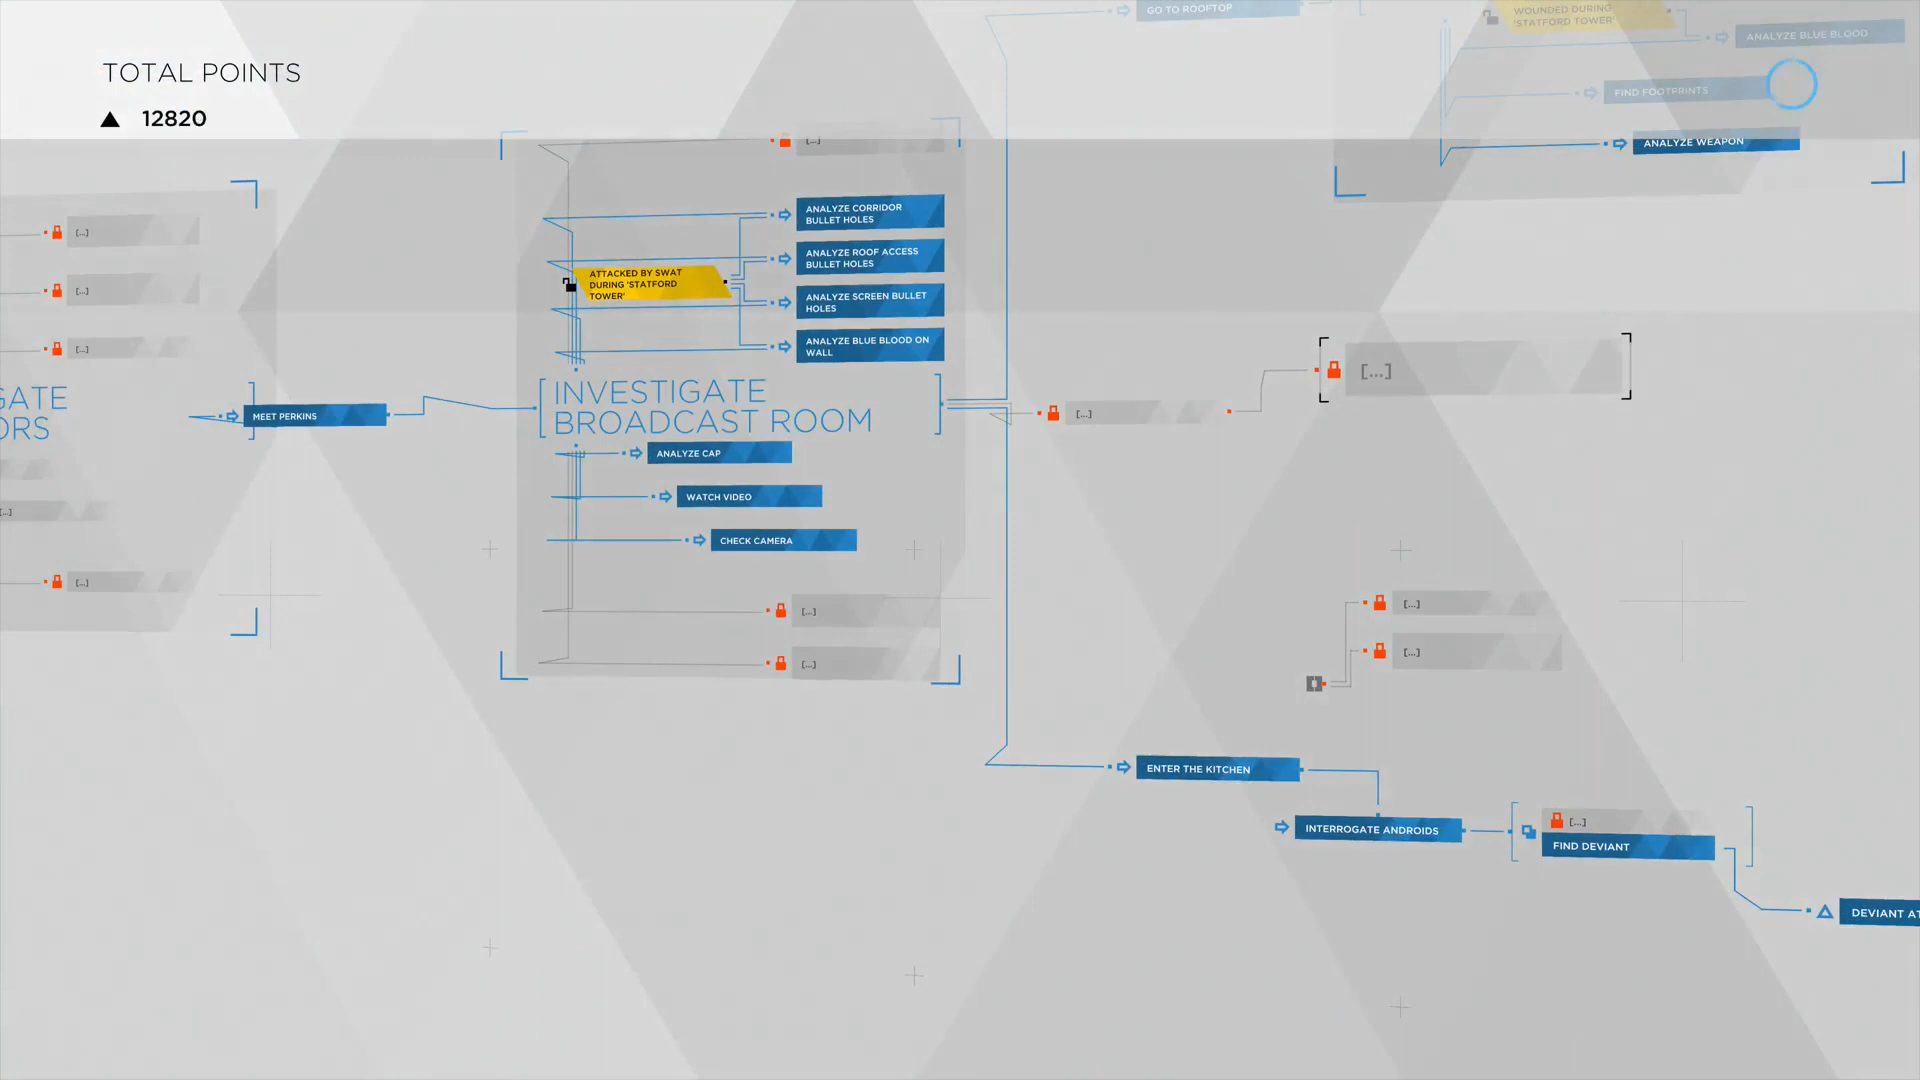 TOTAL POINTS
12820
GO TO ROOFTOP
WOUNDED DURING
'STATFORD TOWER'
ANALYZE BLUE BLOOD
FIND FOOTPRINTS
ANALYZE WEAPON
[...]
ANALYZE CORRIDOR
BULLET HOLES
ANALYZE ROOF ACCESS
BULLET HOLES
ATTACKED BY SWAT
DURING 'STATFORD
TOWER'
ANALYZE SCREEN BULLET
HOLES
ANALYZE BLUE BLOOD ON
WALL
[...]
[...]
[...]
GATE
ORS
MEET PERKINS
INVESTIGATE
BROADCAST ROOM
[...]
[...]
ANALYZE CAP
WATCH VIDEO
CHECK CAMERA
[...]
[...]
[...]
[...]
[...]
[...]
ENTER THE KITCHEN
INTERROGATE ANDROIDS
[...]
FIND DEVIANT
DEVIANT AT